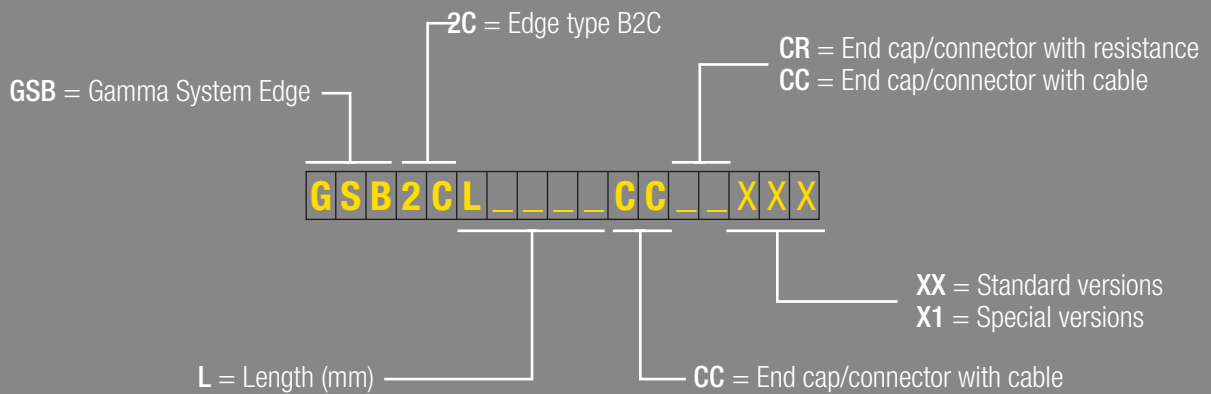 2C = Edge type B2C
CR = End cap/connector with resistance
CC = End cap/connector with cable
GSB = Gamma System Edge
GSB2CL____CC__XXX
XX = Standard versions
X1 = Special versions
L = Length (mm)
CC = End cap/connector with cable